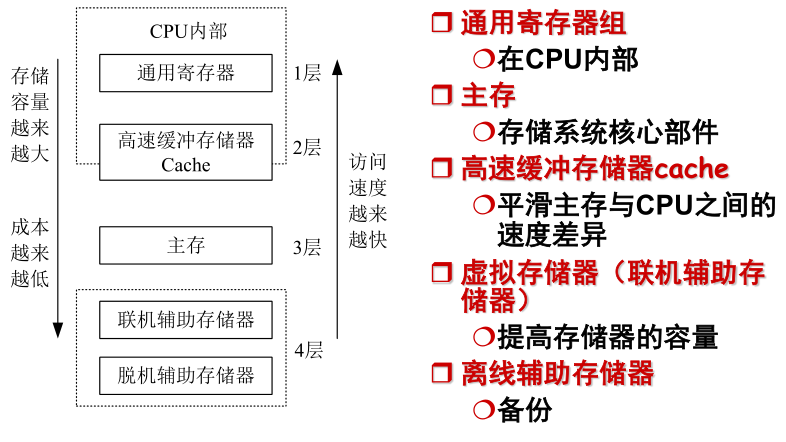 CPU内部
通用寄存器
1层
高速缓冲存储器
Cache
2层
主存
3层
联机辅助存储器
脱机辅助存储器
4层
存储
容量
越来
越大
成本
越来
越低
访问
速度
越来
越快
通用寄存器组
在CPU内部
主存
存储系统核心部件
高速缓冲存储器cache
平滑主存与CPU之间的
速度差异
虚拟存储器（联机辅助存
储器）
提高存储器的容量
离线辅助存储器
备份